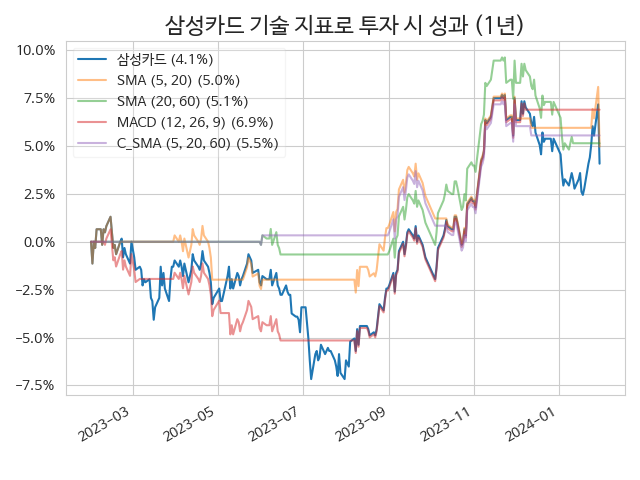 삼성카드 기술 지표로 투자 시 성과 (1년)
10.0%
7.5%
5.0%
2.5%
0.0%
−2.5%
−5.0%
−7.5%
삼성카드 (4.1%)
SMA (5, 20) (5.0%)
SMA (20, 60) (5.1%)
MACD (12, 26, 9) (6.9%)
C_SMA (5, 20, 60) (5.5%)
2023-03
2023-05
2023-07
2023-09
2023-11
2024-01